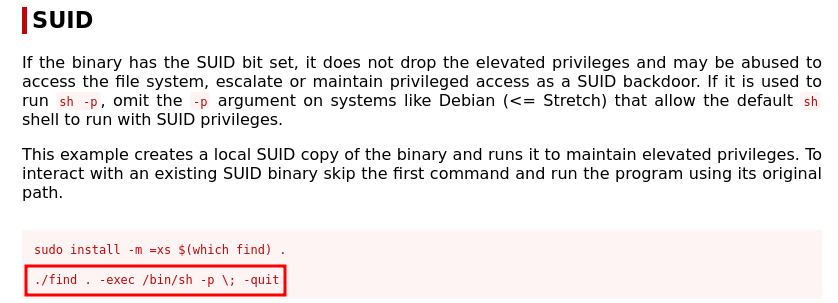 SUID
If the binary has the SUID bit set, it does not drop the elevated privileges and may be abused to
access the file system, escalate or maintain privileged access as a SUID backdoor. If it is used to
run sh -p, omit the -p argument on systems like Debian (<= Stretch) that allow the default sh
shell to run with SUID privileges.
This example creates a local SUID copy of the binary and runs it to maintain elevated privileges. To
interact with an existing SUID binary skip the first command and run the program using its original
path.
sudo install -m =xs $(which find) .
./find . -exec /bin/sh -p \; -quit